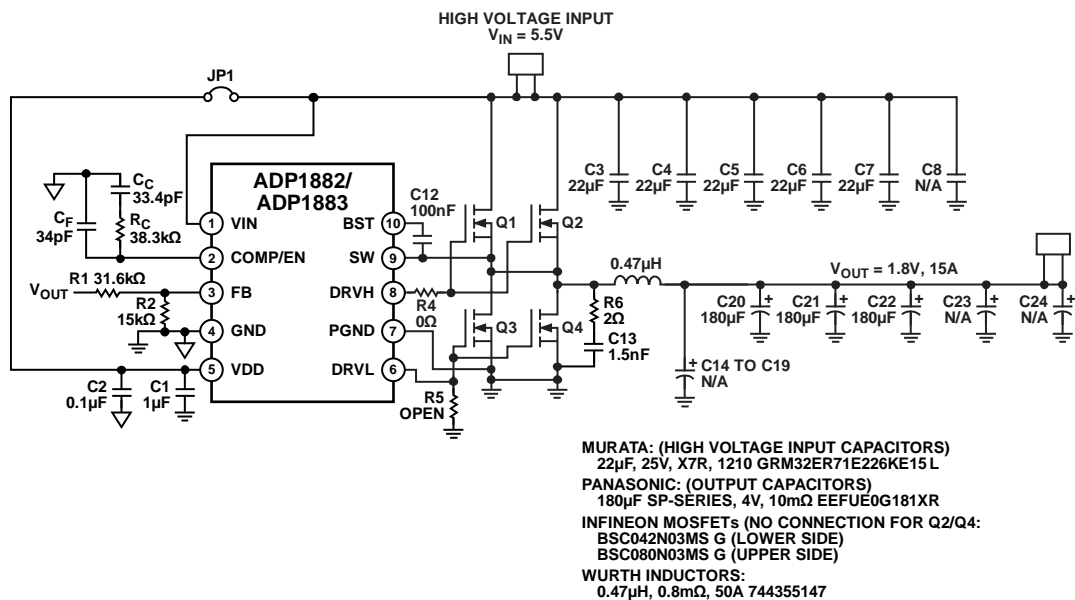 HIGH VOLTAGE INPUT
VIN = 5.5V
JP1
ADP1882/
ADP1883
CC
33.4pF
CF
34pF
RC
38.3kΩ
1 VIN
2 COMP/EN
3 FB
4 GND
5 VDD
BST 10
SW 9
DRVH 8
PGND 7
DRVL 6
VOUT
R1 31.6kΩ
R2
15kΩ
C2
0.1µF
C1
1µF
C12
100nF
R4
0Ω
R5
OPEN
Q1
Q2
Q3
Q4
C3
22µF
C4
22µF
C5
22µF
C6
22µF
C7
22µF
C8
N/A
0.47µH
R6
2Ω
C13
1.5nF
VOUT = 1.8V, 15A
C20
180µF
+
C21
180µF
+
C22
180µF
+
C23
N/A
+
C24
N/A
+
+
C14 TO C19
N/A
MURATA: (HIGH VOLTAGE INPUT CAPACITORS)
22µF, 25V, X7R, 1210 GRM32ER71E226KE15L
PANASONIC: (OUTPUT CAPACITORS)
180µF SP-SERIES, 4V, 10mΩ EEFUE0G181XR
INFINEON MOSFETs (NO CONNECTION FOR Q2/Q4:
BSC042N03MS G (LOWER SIDE)
BSC080N03MS G (UPPER SIDE)
WURTH INDUCTORS:
0.47µH, 0.8mΩ, 50A 744355147